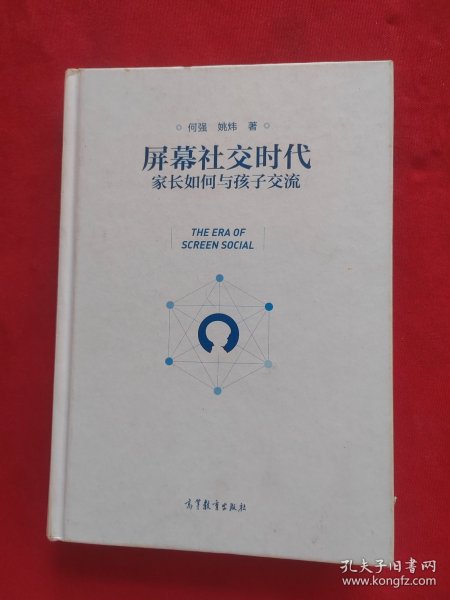 何强 姚炜 著
屏幕社交时代
家长如何与孩子交流
THE ERA OF
SCREEN SOCIAL
高等教育出版社
孔夫子旧书网
www.kongfz.com